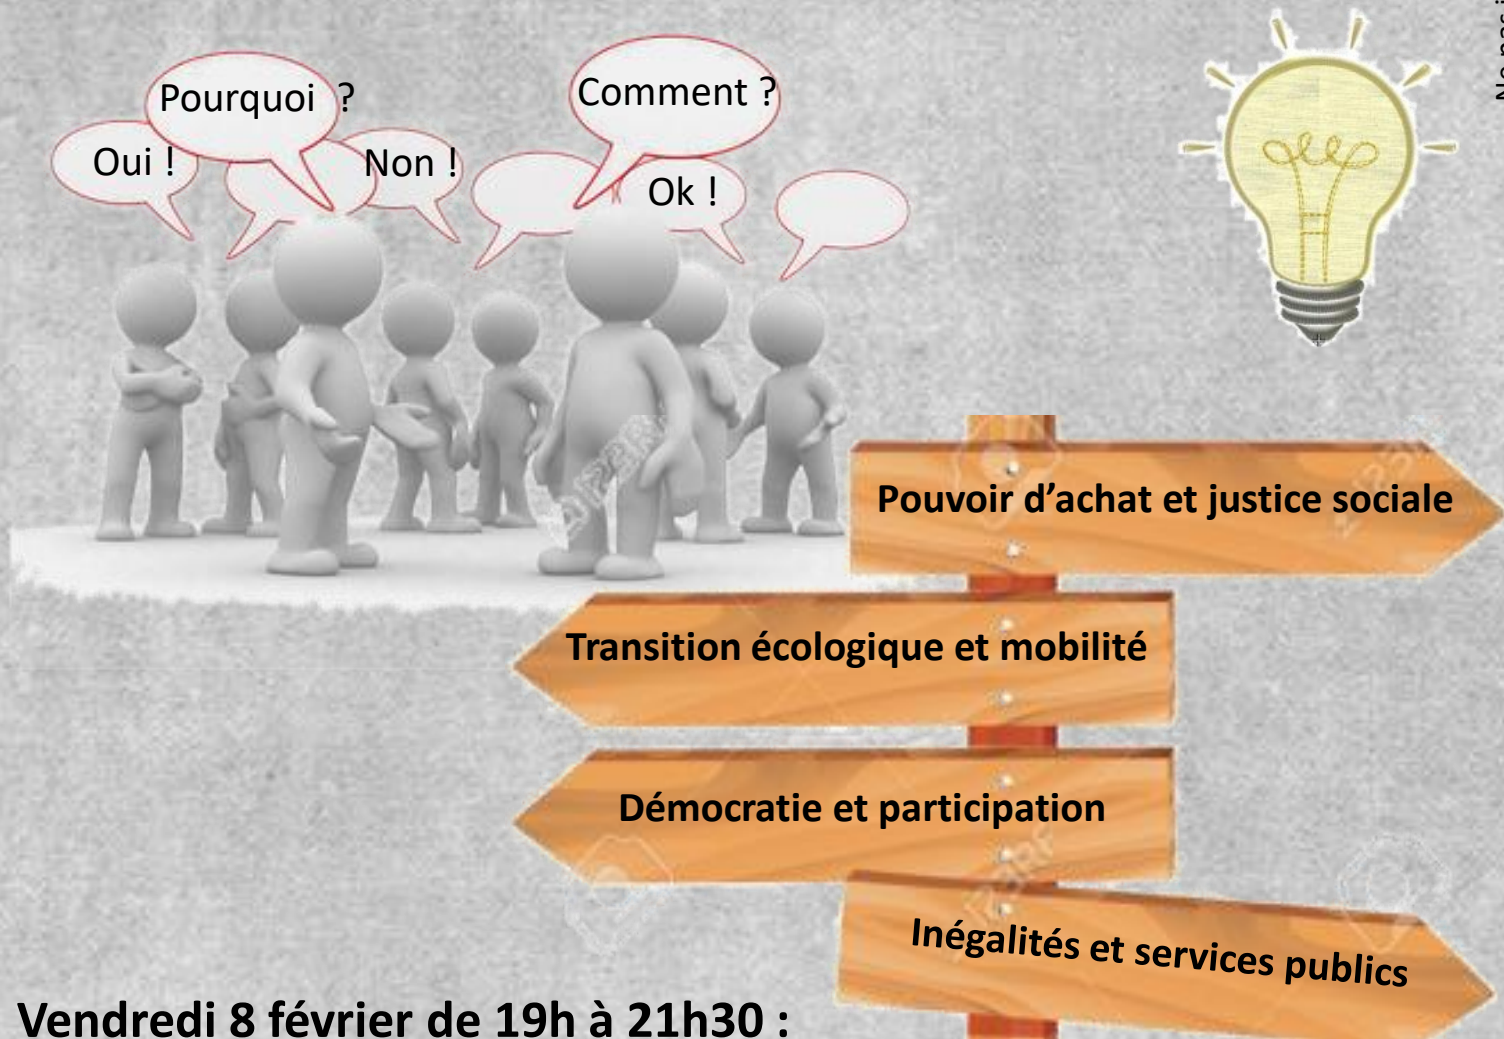 Pourquoi ?
Comment ?
Oui !
Non !
Ok !
Pouvoir d’achat et justice sociale
Transition écologique et mobilité
Démocratie et participation
Inégalités et services publics
Vendredi 8 février de 19h à 21h30 :